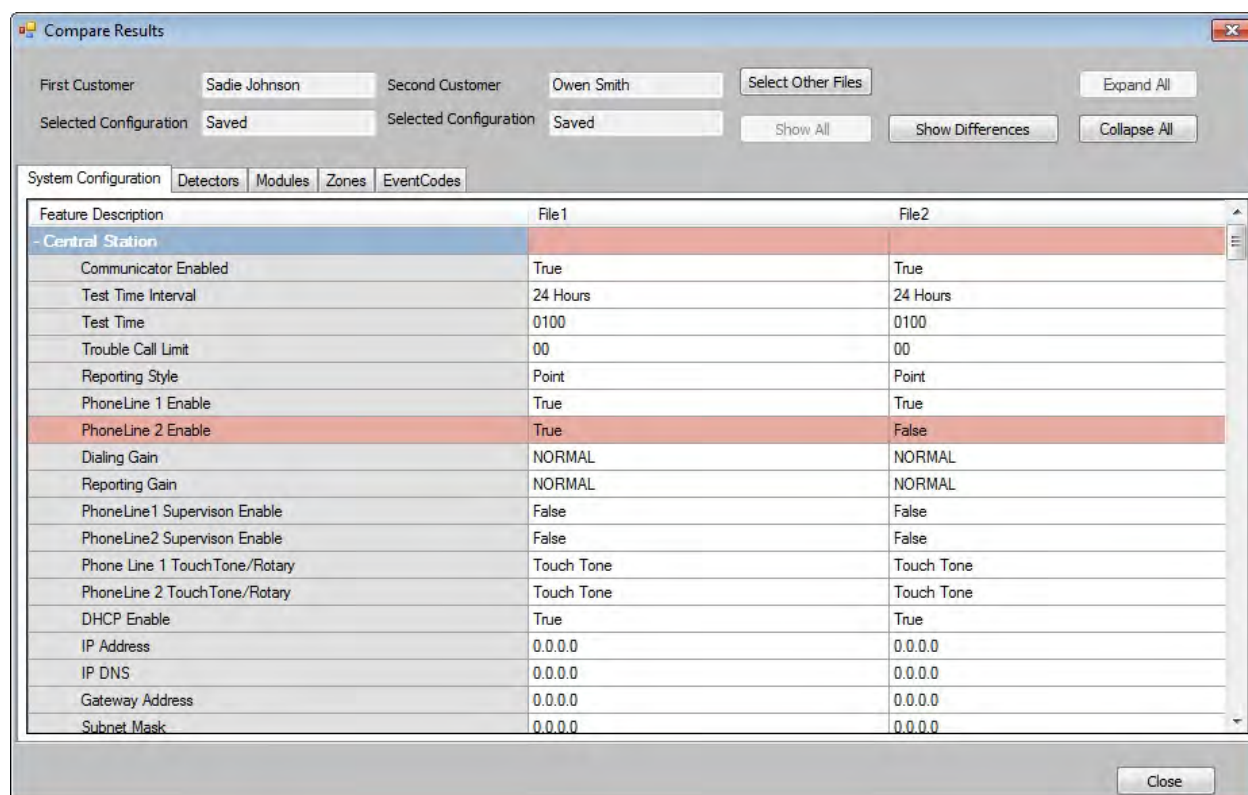 Compare Results
First Customer Sadie Johnson Second Customer Owen Smith Select Other Files Expand All
Selected Configuration Saved Selected Configuration Saved Show All Show Differences Collapse All
System Configuration Detectors Modules Zones EventCodes
Feature Description File1 File2
- Central Station
Communicator Enabled True True
Test Time Interval 24 Hours 24 Hours
Test Time 0100 0100
Trouble Call Limit 00 00
Reporting Style Point Point
PhoneLine 1 Enable True True
PhoneLine 2 Enable True False
Dialing Gain NORMAL NORMAL
Reporting Gain NORMAL NORMAL
PhoneLine1 Supervison Enable False False
PhoneLine2 Supervison Enable False False
Phone Line 1 TouchTone/Rotary Touch Tone Touch Tone
PhoneLine 2 TouchTone/Rotary Touch Tone Touch Tone
DHCP Enable True True
IP Address 0.0.0.0 0.0.0.0
IP DNS 0.0.0.0 0.0.0.0
Gateway Address 0.0.0.0 0.0.0.0
Subnet Mask 0.0.0.0 0.0.0.0
Close